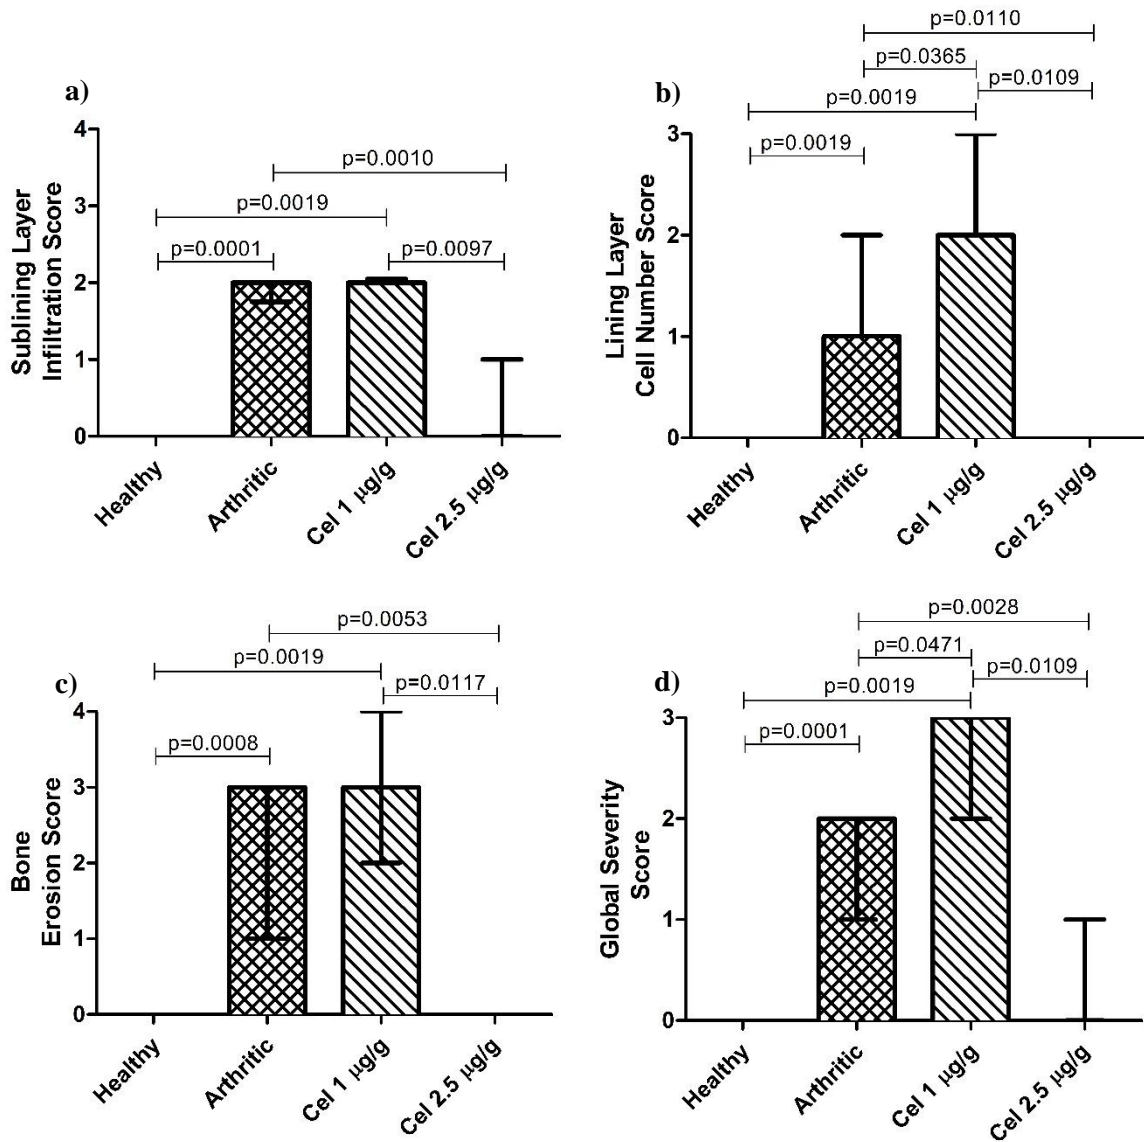 a)
p=0.0010
p=0.0019
p=0.0001
p=0.0097
Sublining Layer
Infiltration Score
4
3
2
1
0
Healthy
Arthritic
Cel 1 μg/g
Cel 2.5 μg/g
b)
p=0.0110
p=0.0365
p=0.0019
p=0.0109
p=0.0019
Lining Layer
Cell Number Score
3
2
1
0
Healthy
Arthritic
Cel 1 μg/g
Cel 2.5 μg/g
c)
p=0.0053
p=0.0019
p=0.0117
p=0.0008
Bone
Erosion Score
4
3
2
1
0
Healthy
Arthritic
Cel 1 μg/g
Cel 2.5 μg/g
d)
p=0.0028
p=0.0471
p=0.0109
p=0.0019
p=0.0001
Global Severity
Score
3
2
1
0
Healthy
Arthritic
Cel 1 μg/g
Cel 2.5 μg/g